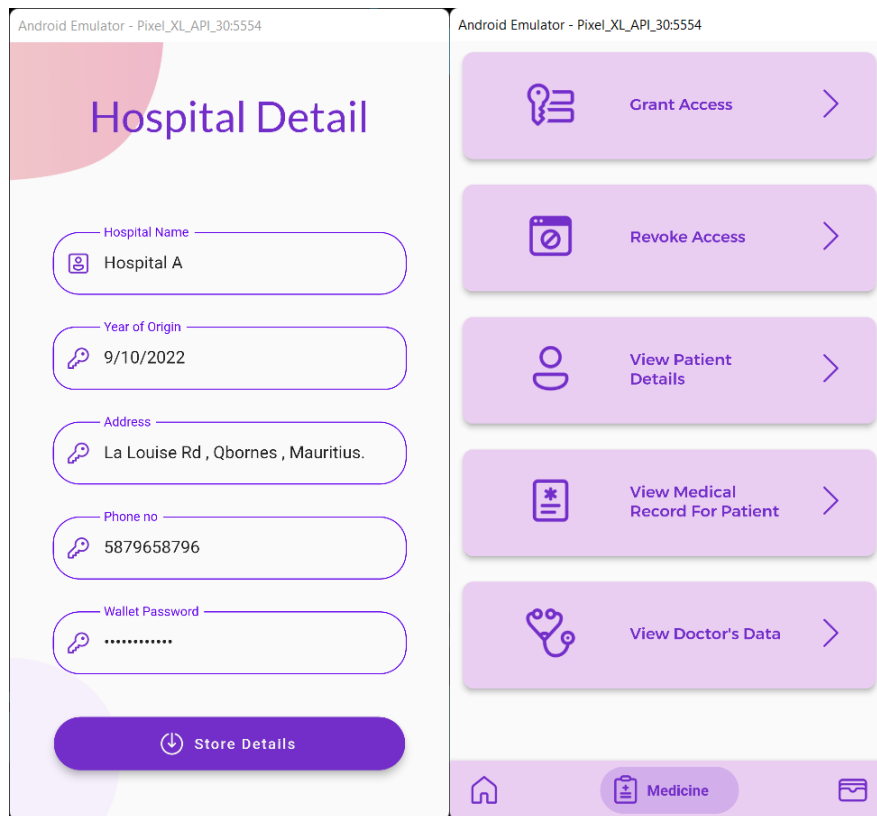 Android Emulator - Pixel_XL_API_30:5554
Hospital Detail
Hospital Name
Hospital A
Year of Origin
9/10/2022
Address
La Louise Rd , Qbornes , Mauritius.
Phone no
5879658796
Wallet Password
••••••••••••
Store Details
Android Emulator - Pixel_XL_API_30:5554
Grant Access
Revoke Access
View Patient
Details
View Medical
Record For Patient
View Doctor's Data
Medicine